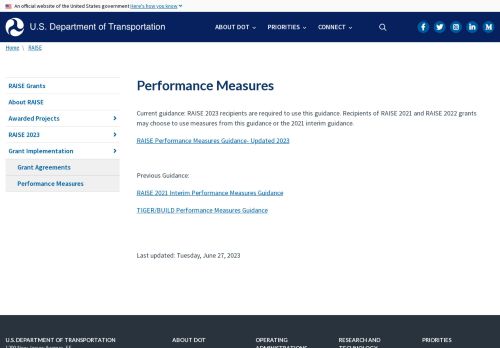 An official website of the United States government Here's how you know
U.S. Department of Transportation
ABOUT DOT
PRIORITIES
CONNECT
Home \ RAISE
RAISE Grants
About RAISE
Awarded Projects
RAISE 2023
Grant Implementation
Grant Agreements
Performance Measures
Performance Measures
Current guidance: RAISE 2023 recipients are required to use this guidance. Recipients of RAISE 2021 and RAISE 2022 grants
may choose to use measures from this guidance or the 2021 interim guidance
RAISE Performance Measures Guidance- Updated 2023
Previous Guidance:
RAISE 2021 Interim Performance Measures Guidance
TIGER/BUILD Performance Measures Guidance
Last updated: Tuesday, June 27, 2023
U.S. DEPARTMENT OF TRANSPORTATION
ABOUT DOT
OPERATING
RESEARCH AND
PRIORITIES